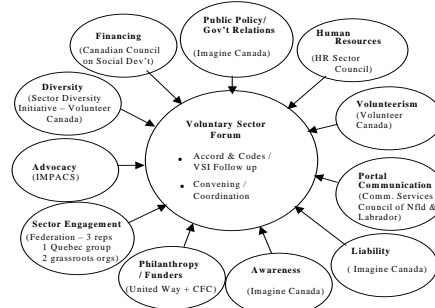 Public Policy/
Gov't Relations
(Imagine Canada)
Human
Resources
(HR Sector
Council)
Volunteerism
(Volunteer
Canada)
Portal
Communication
(Comm. Services
Council of Nfld &
Labrador)
Liability
( Imagine Canada)
Awareness
(Imagine Canada)
Philanthropy
/ Funders
(United Way + CFC)
Sector Engagement
(Federation – 3 reps
1 Quebec group
2 grassroots orgs)
Advocacy
(IMPACS)
Diversity
(Sector Diversity
Initiative – Volunteer
Canada)
Financing
(Canadian Council
on Social Dev't)
Voluntary Sector
Forum
• Accord & Codes /
VSI Follow up
• Convening /
Coordination